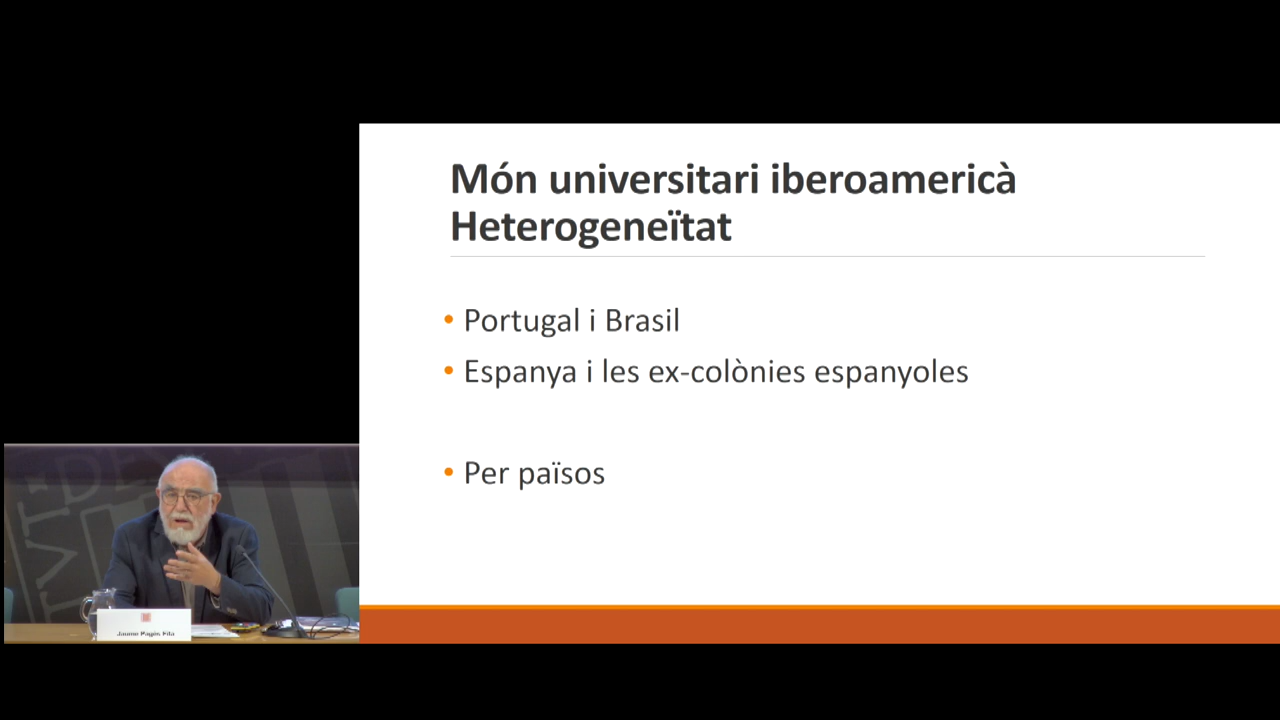 Món universitari iberoamericà
Heterogeneïtat
• Portugal i Brasil
• Espanya i les ex-colònies espanyoles
• Per països
Jaume Pagès Fita